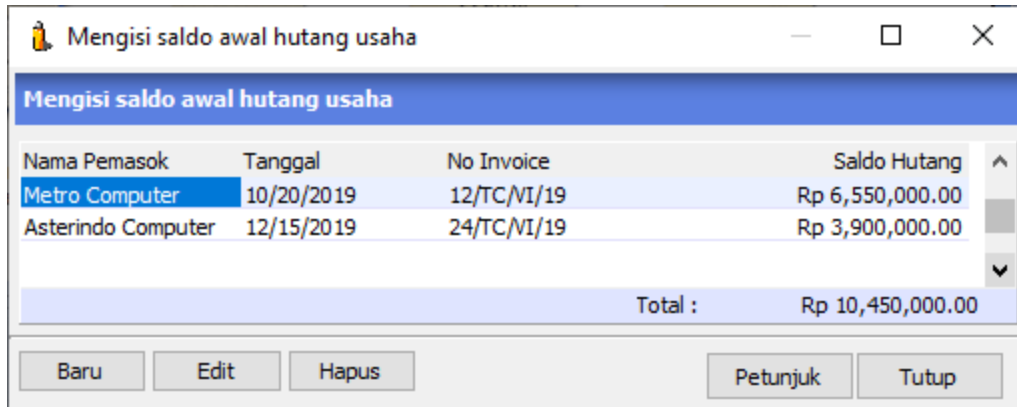 Mengisi saldo awal hutang usaha
Mengisi saldo awal hutang usaha
Nama Pemasok Tanggal No Invoice Saldo Hutang
Metro Computer 10/20/2019 12/TC/VI/19 Rp 6,550,000.00
Asterindo Computer 12/15/2019 24/TC/VI/19 Rp 3,900,000.00
Total : Rp 10,450,000.00
Baru Edit Hapus Petunjuk Tutup